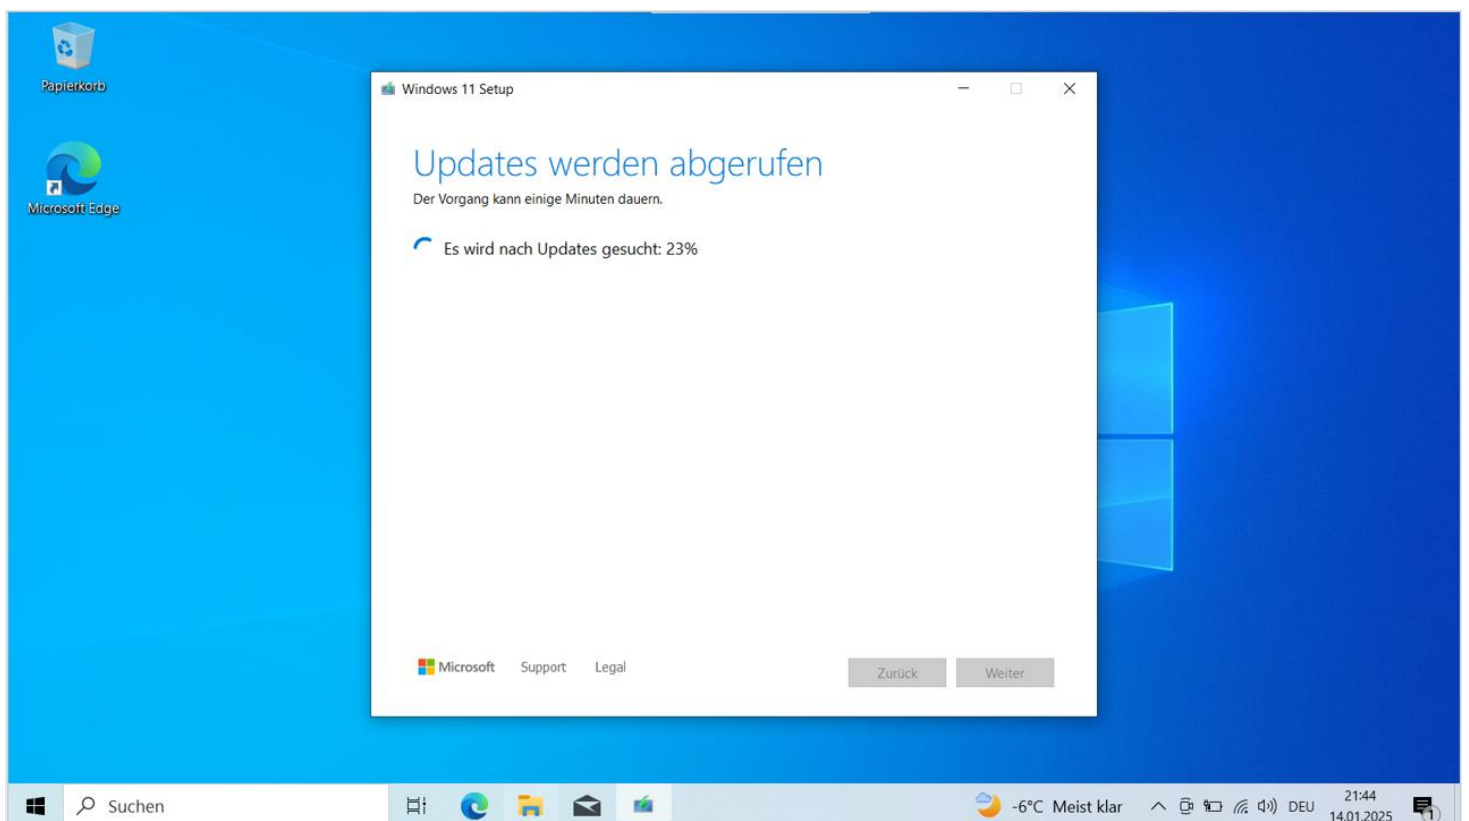 Papierkorb
Microsoft Edge
Windows 11 Setup
Updates werden abgerufen
Der Vorgang kann einige Minuten dauern.
Es wird nach Updates gesucht: 23%
Microsoft Support Legal
Zurück Weiter
Suchen
-6°C Meist klar
DEU
21:44
14.01.2025
1